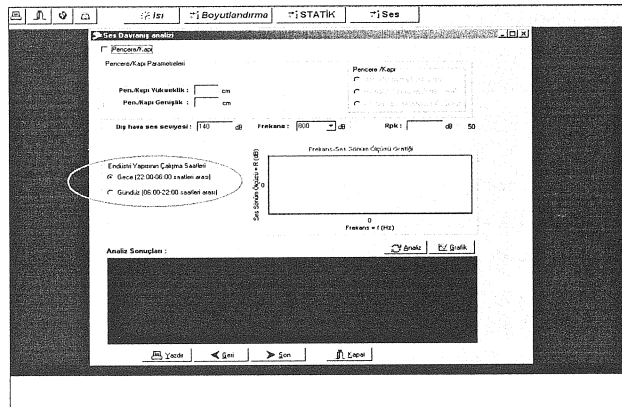 Isı Boyutlandırma STATİK Ses
Ses Davranış analizi
Pencere/Kapı
Pencere/Kapı Parametreleri
Pencere /Kapı
Pen./Kapı Yükseklik : cm
Pen./Kapı Genişlik : cm
Dış hava ses seviyesi : 140 dB Frekans : 800 dB Rpk : dB 50
Frekans-Ses Sönüm Ölçümü Grafiği
Endüstri Yapısının Çalışma Saatleri
Gece (22:00-06:00 saatleri arası)
Gündüz (06:00-22:00 saatleri arası)
Ses Sönüm Ölçüzü = R (dB)
0
0
Frekans = f (Hz)
Analiz Grafik
Analiz Sonuçları :
Yazdır Geri Son Kapat